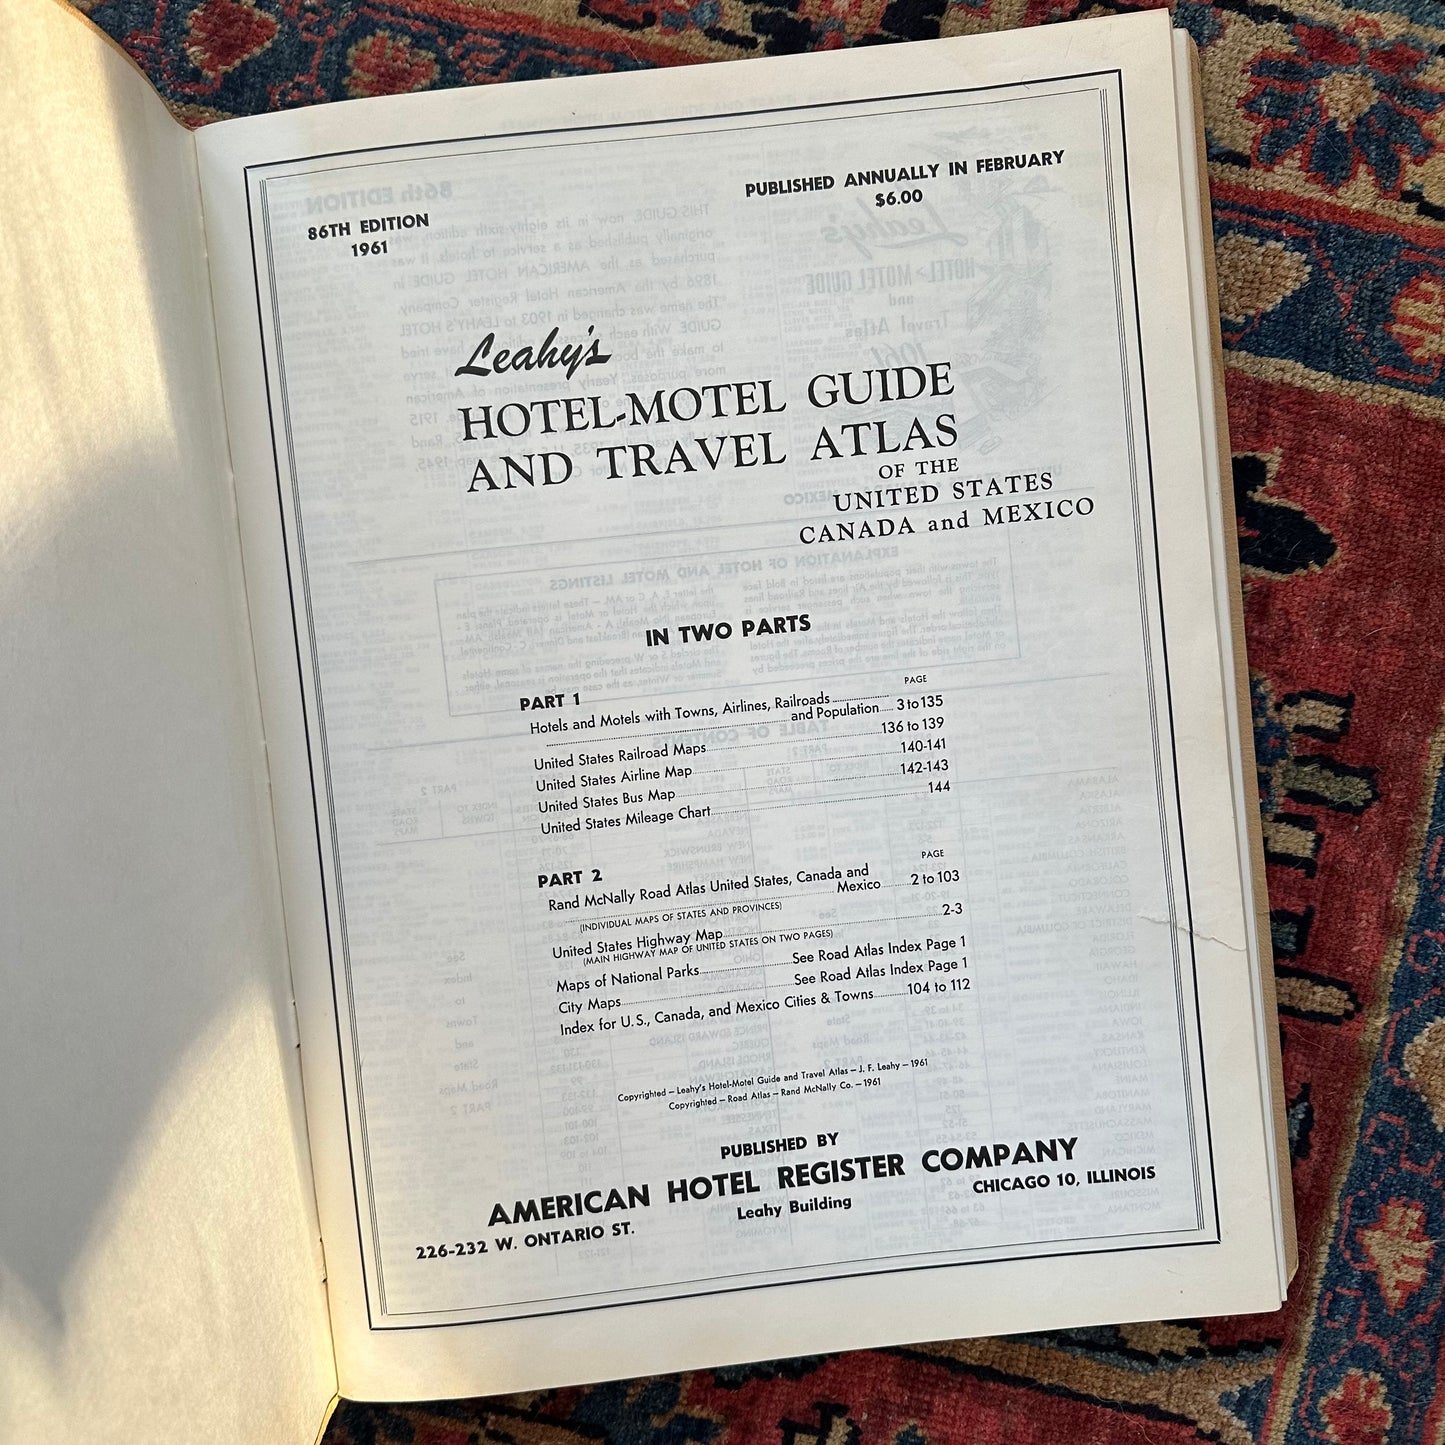 86TH EDITION
1961
PUBLISHED ANNUALLY IN FEBRUARY
$6.00
Leahy's
HOTEL-MOTEL GUIDE
AND TRAVEL ATLAS
OF THE
UNITED STATES
CANADA and MEXICO
IN TWO PARTS
PART 1
PAGE
Hotels and Motels with Towns, Airlines, Railroads
and Population 3 to 135
United States Railroad Maps 136 to 139
United States Airline Map 140-141
United States Bus Map 142-143
United States Mileage Chart 144
PART 2
PAGE
Rand McNally Road Atlas United States, Canada and
Mexico 2 to 103
(INDIVIDUAL MAPS OF STATES AND PROVINCES)
United States Highway Map 2-3
(MAIN HIGHWAY MAP OF UNITED STATES ON TWO PAGES)
Maps of National Parks See Road Atlas Index Page 1
City Maps See Road Atlas Index Page 1
Index for U.S., Canada, and Mexico Cities & Towns 104 to 112
Copyrighted – Leahy's Hotel-Motel Guide and Travel Atlas – J. F. Leahy – 1961
Copyrighted – Road Atlas – Rand McNally Co. – 1961
PUBLISHED BY
AMERICAN HOTEL REGISTER COMPANY
226-232 W. ONTARIO ST.
Leahy Building
CHICAGO 10, ILLINOIS